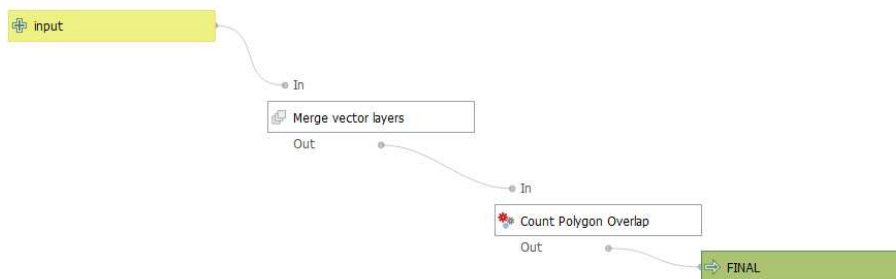 input
In
Merge vector layers
Out
In
Count Polygon Overlap
Out
FINAL